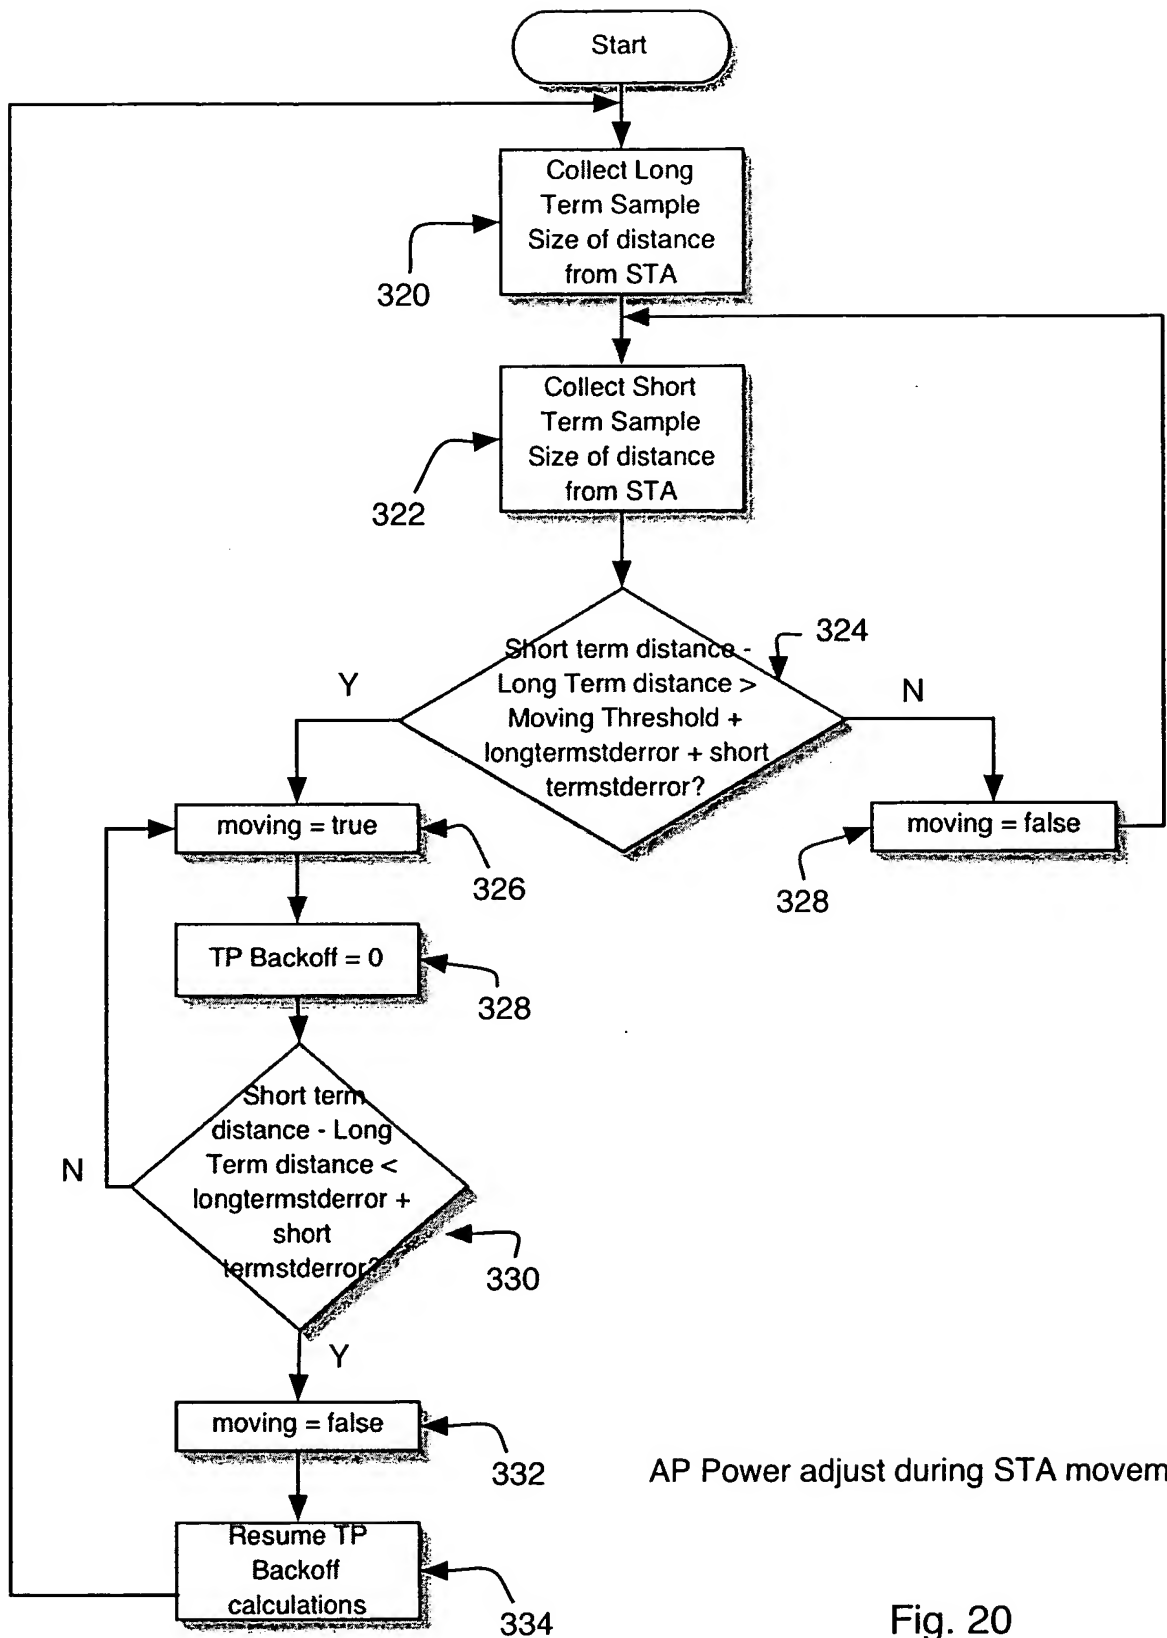 Start
Collect Long
Term Sample
Size of distance
from STA
320
Collect Short
Term Sample
Size of distance
from STA
322
Short term distance -
Long Term distance >
Moving Threshold +
longtermstderror + short
termstderror?
324
Y
N
moving = true
326
moving = false
328
TP Backoff = 0
328
Short term
distance - Long
Term distance <
longtermstderror +
short
termstderror?
330
N
Y
moving = false
332
AP Power adjust during STA movem
Resume TP
Backoff
calculations
334
Fig. 20